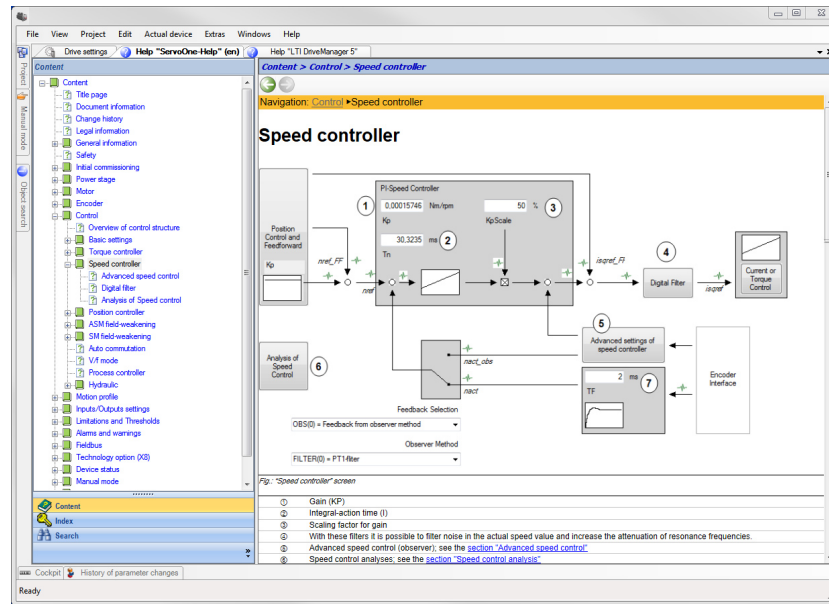 File View Project Edit Actual device Extras Windows Help
Drive settings Help "ServoOne-Help" (en) Help "LTI DriveManager 5"
Project
Manual mode
Object search
Content
Content
Title page
Document information
Change history
Legal information
General information
Safety
Initial commissioning
Power stage
Motor
Encoder
Control
Overview of control structure
Basic settings
Torque controller
Speed controller
Advanced speed control
Digital filter
Analysis of Speed control
Position controller
ASM field-weakening
SM field-weakening
Auto commutation
V/f mode
Process controller
Hydraulic
Motion profile
Inputs/Outputs settings
Limitations and Thresholds
Alarms and warnings
Fieldbus
Technology option (X8)
Device status
Manual mode
Content
Index
Search
Content > Control > Speed controller
Navigation: Control ►Speed controller
Speed controller
PI-Speed Controller
1 0,00015746 Nm/rpm
Kp
50 % 3
KpScale
30,3235 ms 2
Tn
Position
Control and
Feedforward
Kp
nref_FF
nref
isqref_FF
4
Digital Filter
isqref
Current or
Torque
Control
5
Advanced settings of
speed controller
Analysis of
Speed
Control
6
nact_obs
nact
2 ms 7
TF
Encoder
Interface
Feedback Selection
OBS(0) = Feedback from observer method
Observer Method
FILTER(0) = PT1-filter
Fig.: "Speed controller" screen
① Gain (KP)
② Integral-action time (I)
③ Scaling factor for gain
④ With these filters it is possible to filter noise in the actual speed value and increase the attenuation of resonance frequencies.
⑤ Advanced speed control (observer); see the section "Advanced speed control"
⑥ Speed control analyses; see the section "Speed control analysis"
Cockpit History of parameter changes
Ready